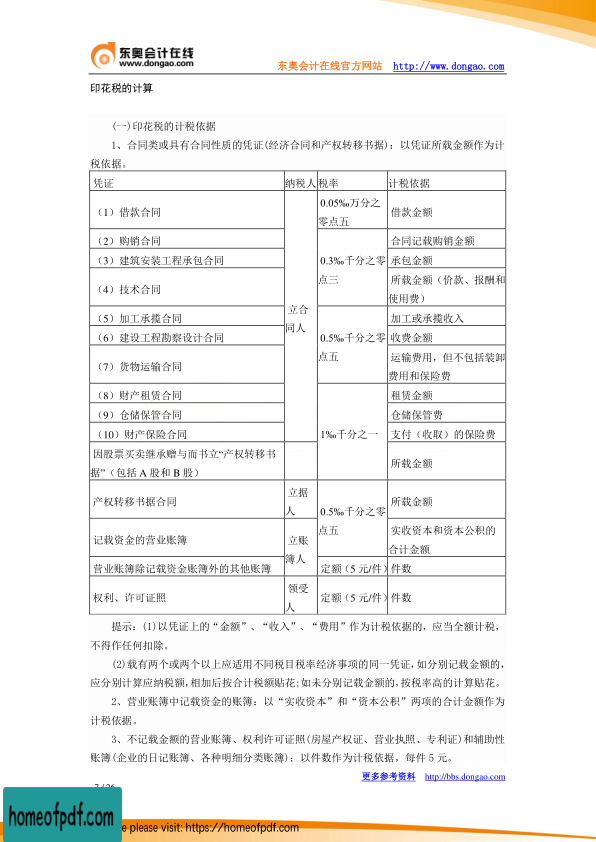 东奥会计在线
www.dongao.com
东奥会计在线官方网站 http://www.dongao.com
印花税的计算
(一)印花税的计税依据
1、合同类或具有合同性质的凭证(经济合同和产权转移书据)：以凭证所载金额作为计
税依据。
凭证 纳税人 税率 计税依据
（1）借款合同 0.05‰万分之
零点五 借款金额
（2）购销合同 合同记载购销金额
（3）建筑安装工程承包合同 0.3‰千分之零
点三 承包金额
（4）技术合同 所载金额（价款、报酬和
使用费）
立合
同人
（5）加工承揽合同 加工或承揽收入
（6）建设工程勘察设计合同 0.5‰千分之零
点五 收费金额
（7）货物运输合同 运输费用，但不包括装卸
费用和保险费
（8）财产租赁合同 租赁金额
（9）仓储保管合同 仓储保管费
（10）财产保险合同 1‰千分之一 支付（收取）的保险费
因股票买卖继承赠与而书立“产权转移书
据”（包括 A 股和 B 股） 所载金额
产权转移书据合同 立据
人 0.5‰千分之零
点五 所载金额
记载资金的营业账簿 立账
簿人 实收资本和资本公积的
合计金额
营业账簿除记载资金账簿外的其他账簿 定额（5 元/件） 件数
权利、许可证照 领受
人 定额（5 元/件） 件数
提示：(1)以凭证上的“金额”、“收入”、“费用”作为计税依据的，应当全额计税，
不得作任何扣除。
(2)载有两个或两个以上应适用不同税目税率经济事项的同一凭证，如分别记载金额的，
应分别计算应纳税额，相加后按合计税额贴花;如未分别记载金额的，按税率高的计算贴花。
2、营业账簿中记载资金的账簿：以“实收资本”和“资本公积”两项的合计金额作为
计税依据。
3、不记载金额的营业账簿、权利许可证照(房屋产权证、营业执照、专利证)和辅助性
账簿(企业的日记账簿、各种明细分类账簿)：以件数作为计税依据，每件 5 元。
更多参考资料 http://bbs.dongao.com
7 / 26
homeofpdf.com
e please visit: https://homeofpdf.com